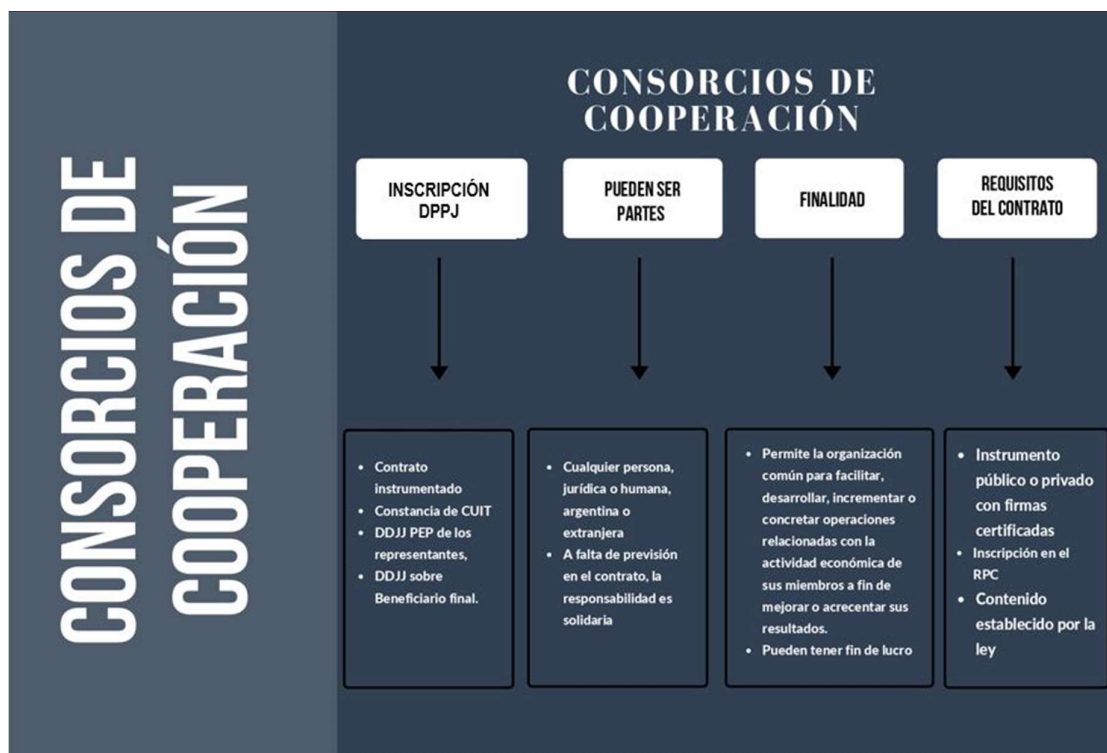 CONSORCIOS DE
COOPERACIÓN
CONSORCIOS DE
COOPERACIÓN
INSCRIPCIÓN
DPPJ
• Contrato
instrumentado
• Constancia de CUIT
• DDJJ PEP de los
representantes,
• DDJJ sobre
Beneficiario final.
PUEDEN SER
PARTES
• Cualquier persona,
jurídica o humana,
argentina o
extranjera
• A falta de previsión
en el contrato, la
responsabilidad es
solidaria
FINALIDAD
• Permite la organización
común para facilitar,
desarrollar, incrementar o
concretar operaciones
relacionadas con la
actividad económica de
sus miembros a fin de
mejorar o acrecentar sus
resultados.
• Pueden tener fin de lucro
REQUISITOS
DEL CONTRATO
• Instrumento
público o privado
con firmas
certificadas
• Inscripción en el
RPC
• Contenido
establecido por la
ley